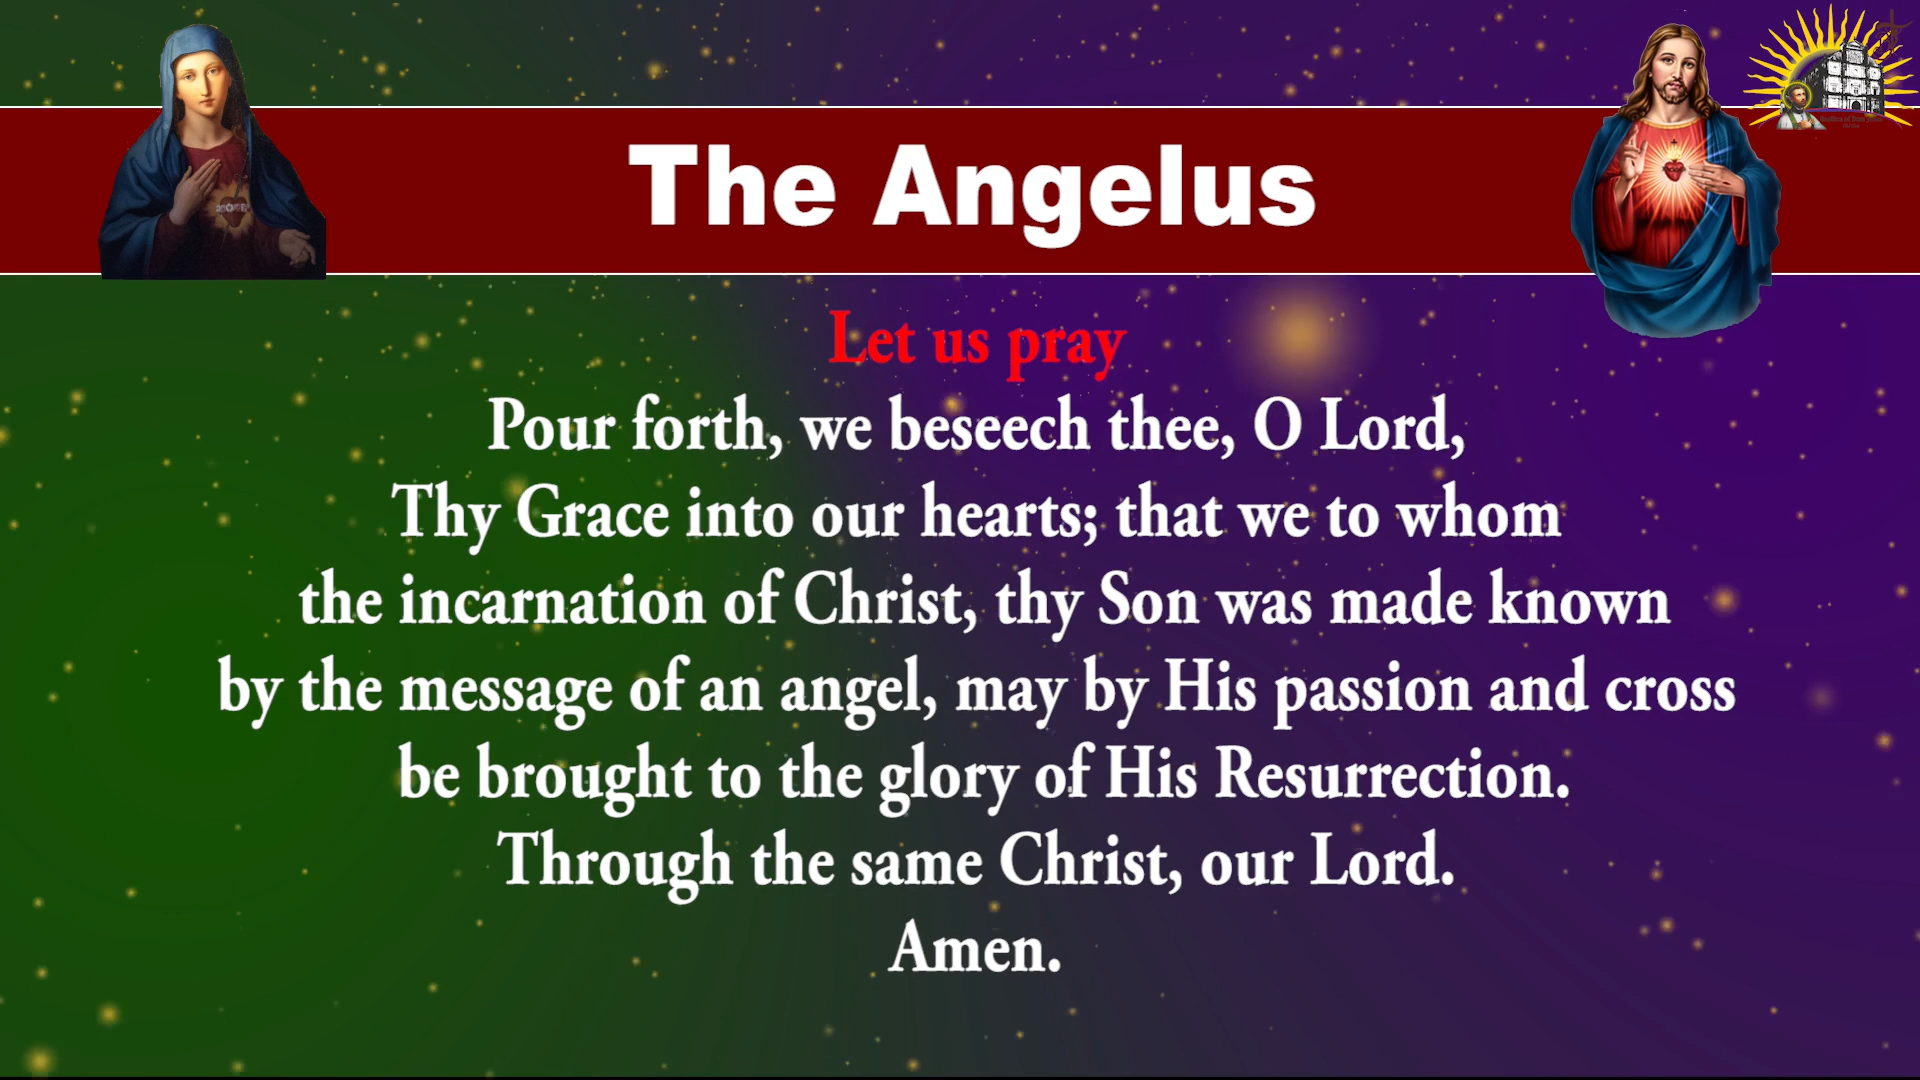 The Angelus
Let us pray
Pour forth, we beseech thee, O Lord,
Thy Grace into our hearts; that we to whom
the incarnation of Christ, thy Son was made known
by the message of an angel, may by His passion and cross
be brought to the glory of His Resurrection.
Through the same Christ, our Lord.
Amen.